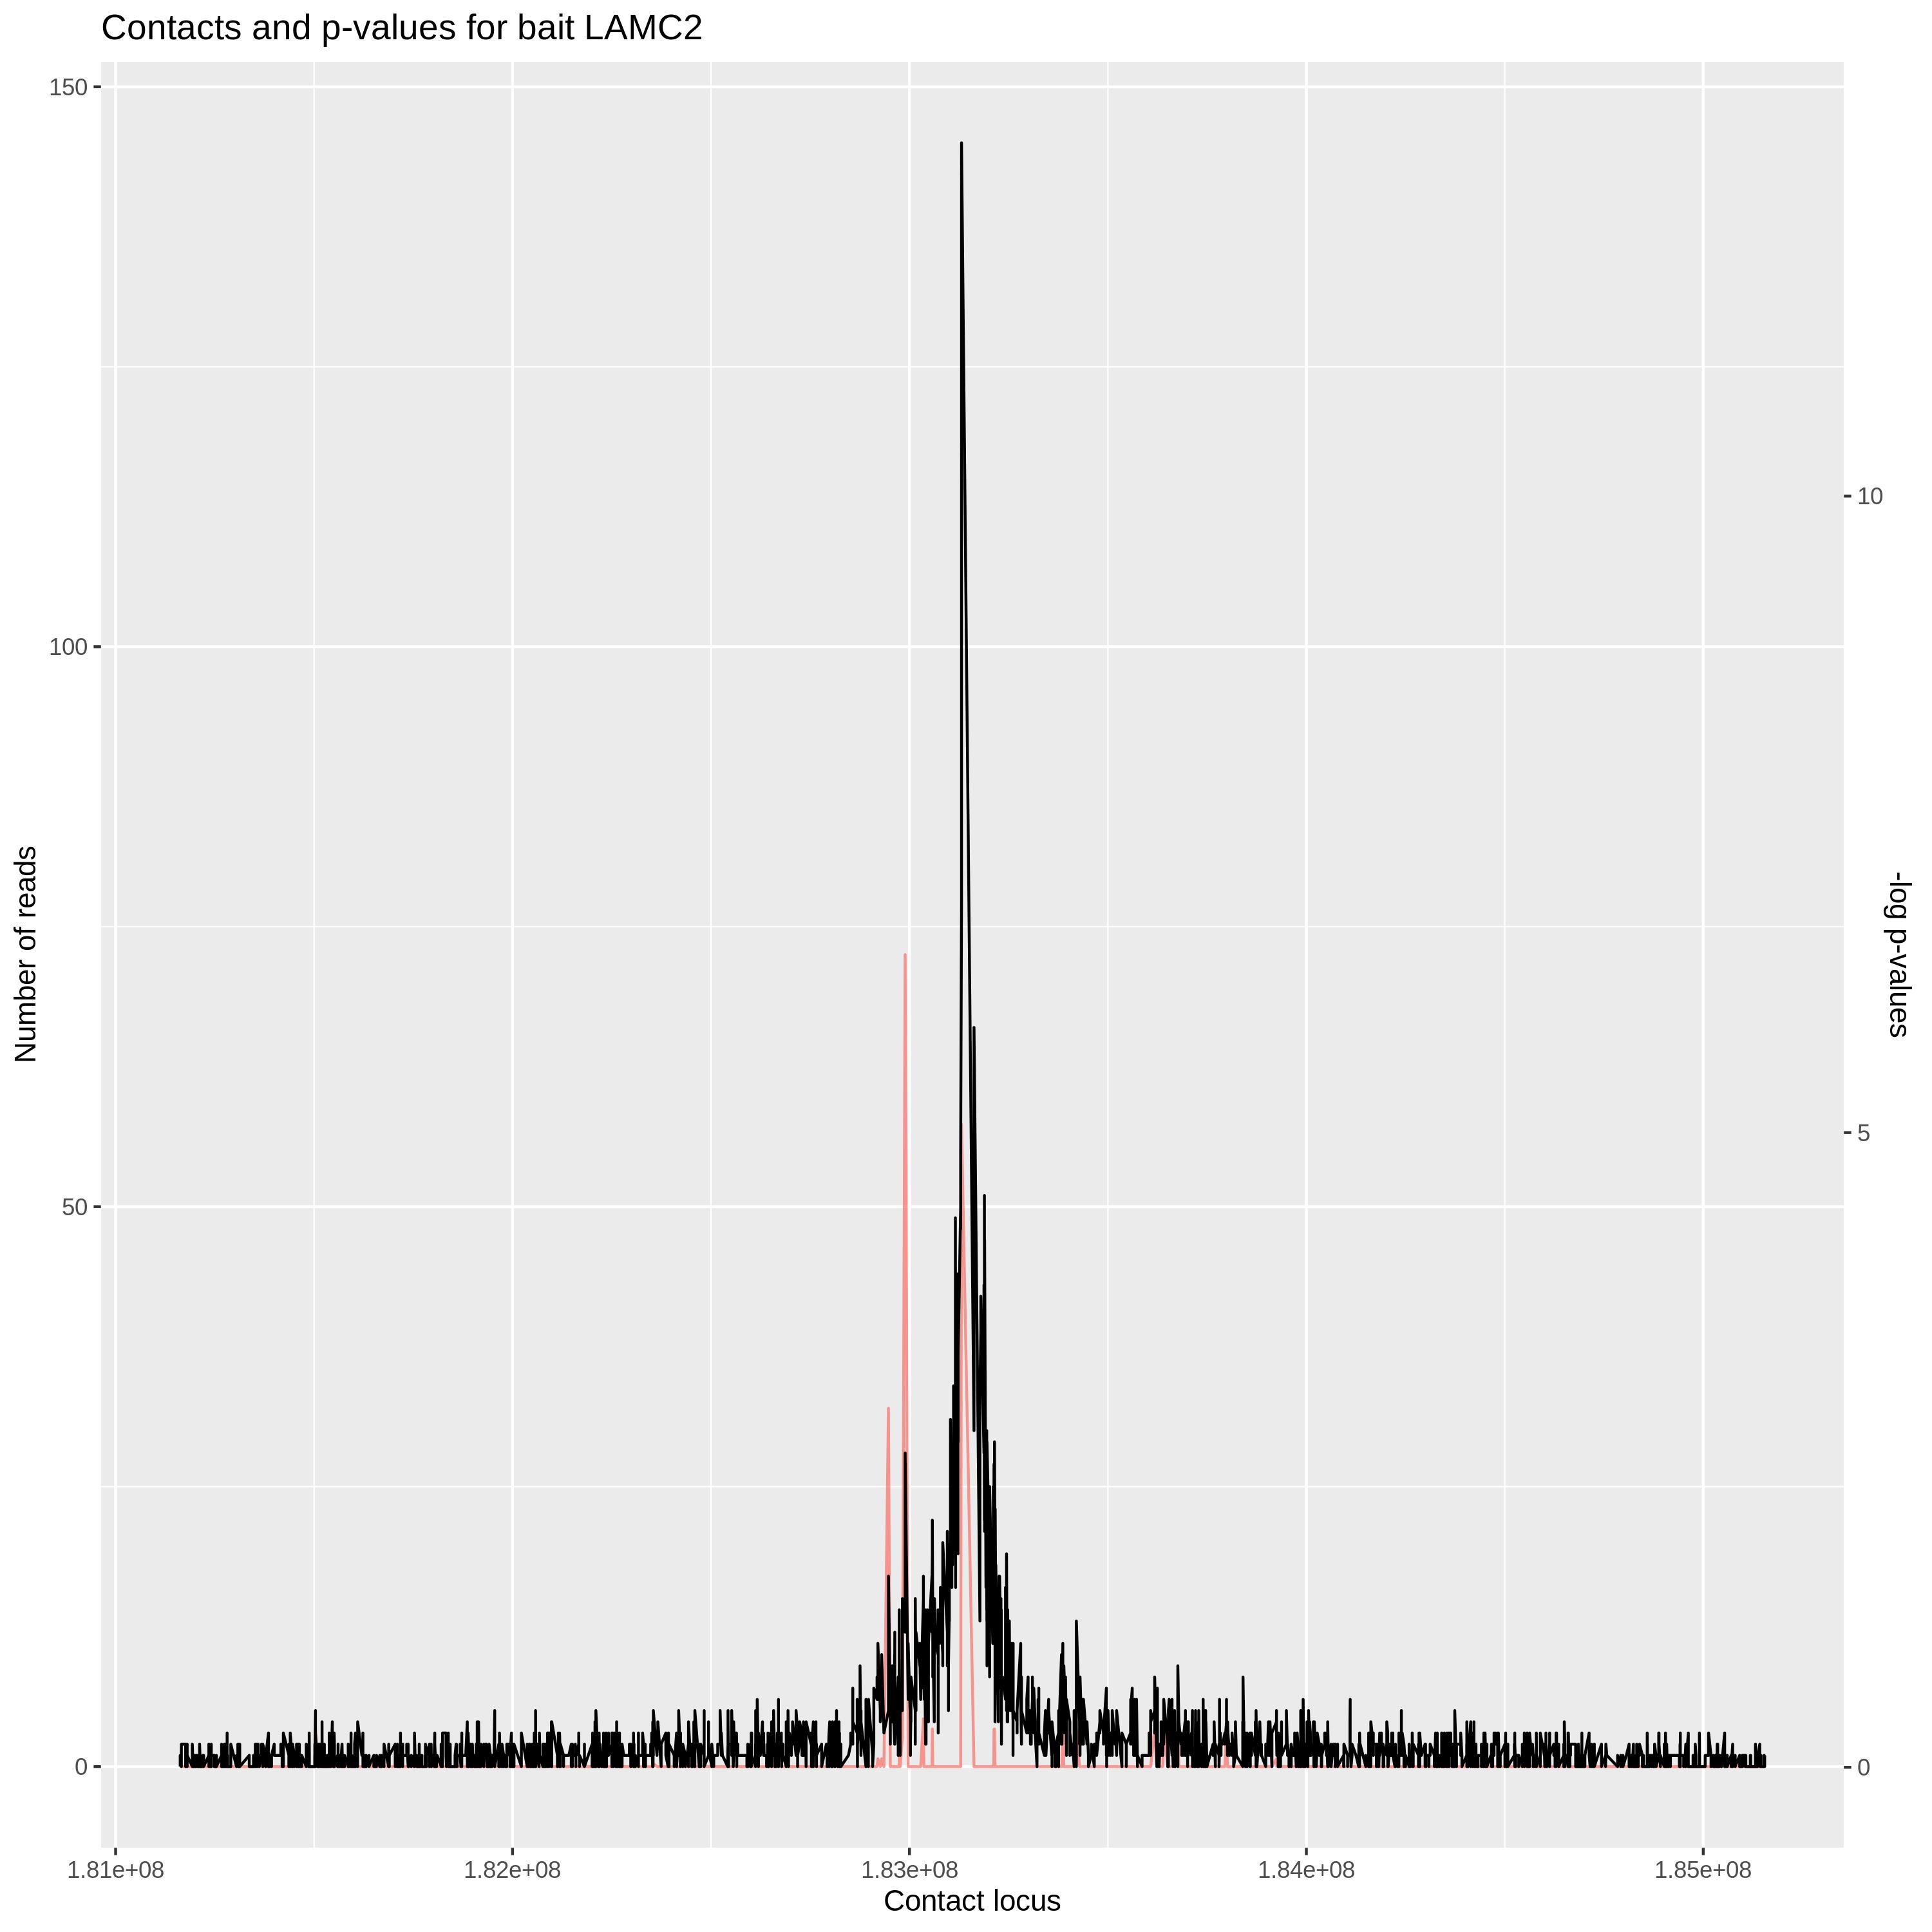 Contacts and p-values for bait LAMC2
150
100
50
0
Number of reads
10
5
0
-log p-values
1.81e+08
1.82e+08
1.83e+08
1.84e+08
1.85e+08
Contact locus